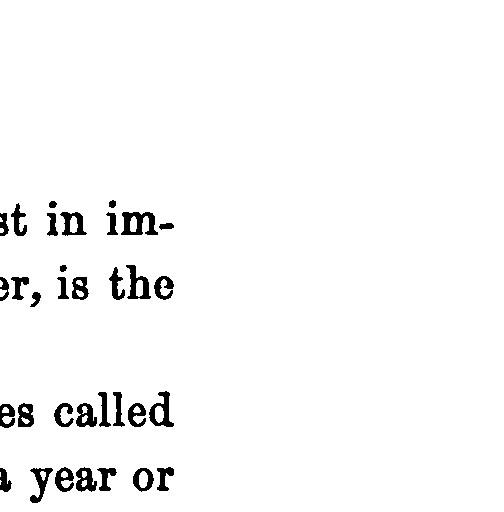 st in im-
er, is the
es called
a year or